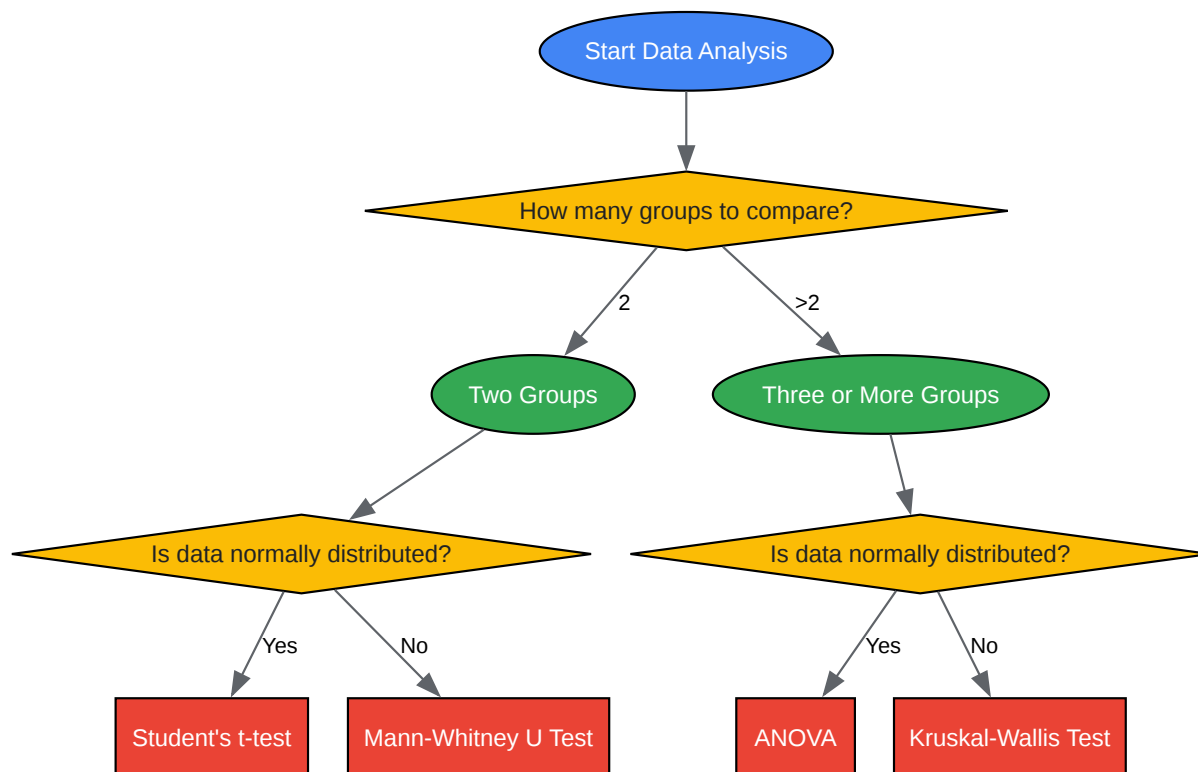 Start Data Analysis
How many groups to compare?
2
>2
Two Groups
Three or More Groups
Is data normally distributed?
Is data normally distributed?
Yes
No
Yes
No
Student's t-test
Mann-Whitney U Test
ANOVA
Kruskal-Wallis Test